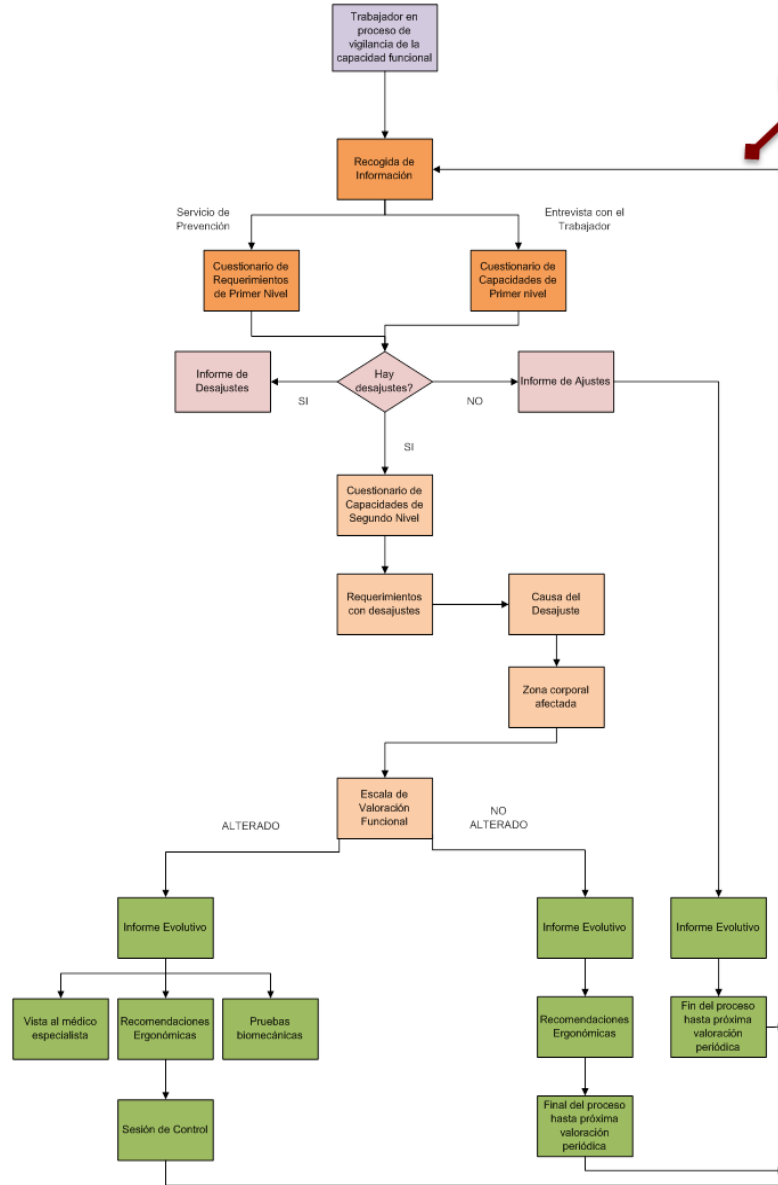 Trabajador en
proceso de
vigilancia de la
capacidad funcional
Recogida de
Información
Servicio de
Prevención
Entrevista con el
Trabajador
Cuestionario de
Requerimientos
de Primer Nivel
Cuestionario de
Capacidades de
Primer nivel
Informe de
Desajustes
Hay
desajustes?
Informe de Ajustes
SI
NO
SI
Cuestionario de
Capacidades de
Segundo Nivel
Requerimientos
con desajustes
Causa del
Desajuste
Zona corporal
afectada
Escala de
Valoración
Funcional
ALTERADO
NO
ALTERADO
Informe Evolutivo
Informe Evolutivo
Informe Evolutivo
Vista al médico
especialista
Recomendaciones
Ergonómicas
Pruebas
biomecánicas
Recomendaciones
Ergonómicas
Fin del proceso
hasta próxima
valoración
periódica
Sesión de Control
Final del proceso
hasta próxima
valoración
periódica